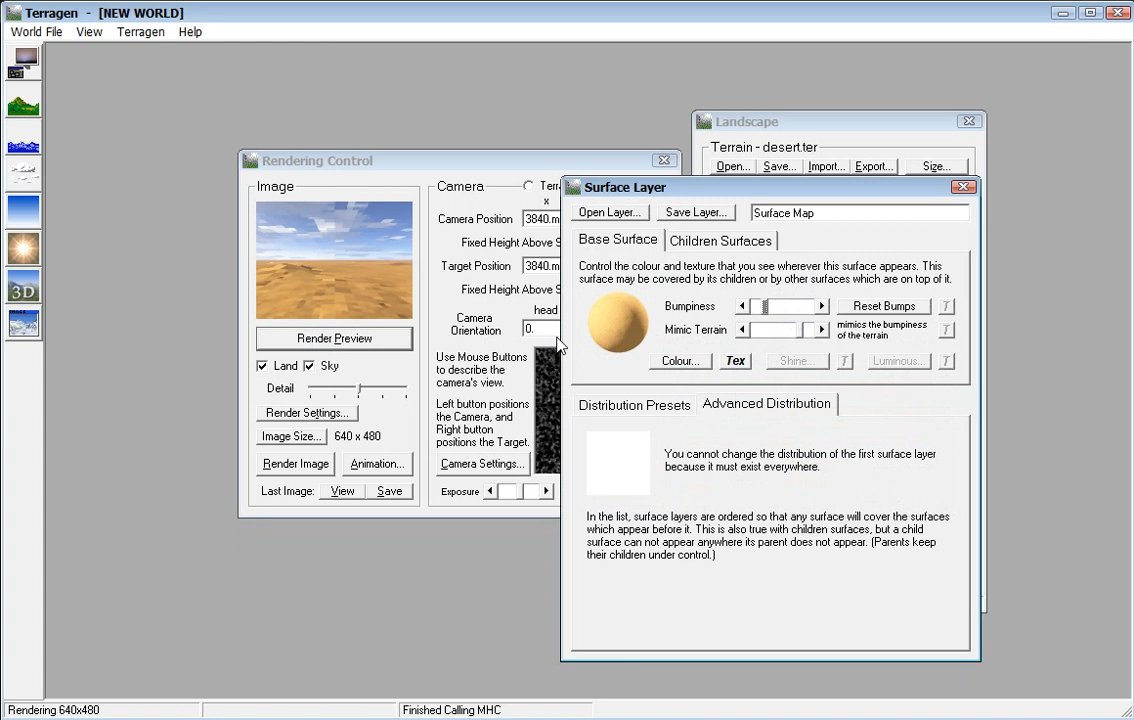 Terragen - [NEW WORLD]
World File View Terragen Help
Landscape
Terrain - desert.ter
Open... Save... Import... Export... Size...
Rendering Control
Image
Render Preview
Land Sky
Detail
Render Settings...
Image Size... 640 x 480
Render Image Animation...
Last Image: View Save
Camera
x
Camera Position 3840.m
Fixed Height Above
Target Position 3840.m
Fixed Height Above
head
Camera
Orientation 0.
Use Mouse Buttons
to describe the
camera's view.
Left button positions
the Camera, and
Right button
positions the Target.
Camera Settings...
Exposure
Surface Layer
Open Layer... Save Layer... Surface Map
Base Surface Children Surfaces
Control the colour and texture that you see wherever this surface appears. This
surface may be covered by its children or by other surfaces which are on top of it.
Bumpiness Reset Bumps T
Mimic Terrain mimics the bumpiness
of the terrain T
Colour... Tex Shine... T Luminous... T
Distribution Presets Advanced Distribution
You cannot change the distribution of the first surface layer
because it must exist everywhere.
In the list, surface layers are ordered so that any surface will cover the surfaces
which appear before it. This is also true with children surfaces, but a child
surface can not appear anywhere its parent does not appear. (Parents keep
their children under control.)
3D
Rendering 640x480 Finished Calling MHC